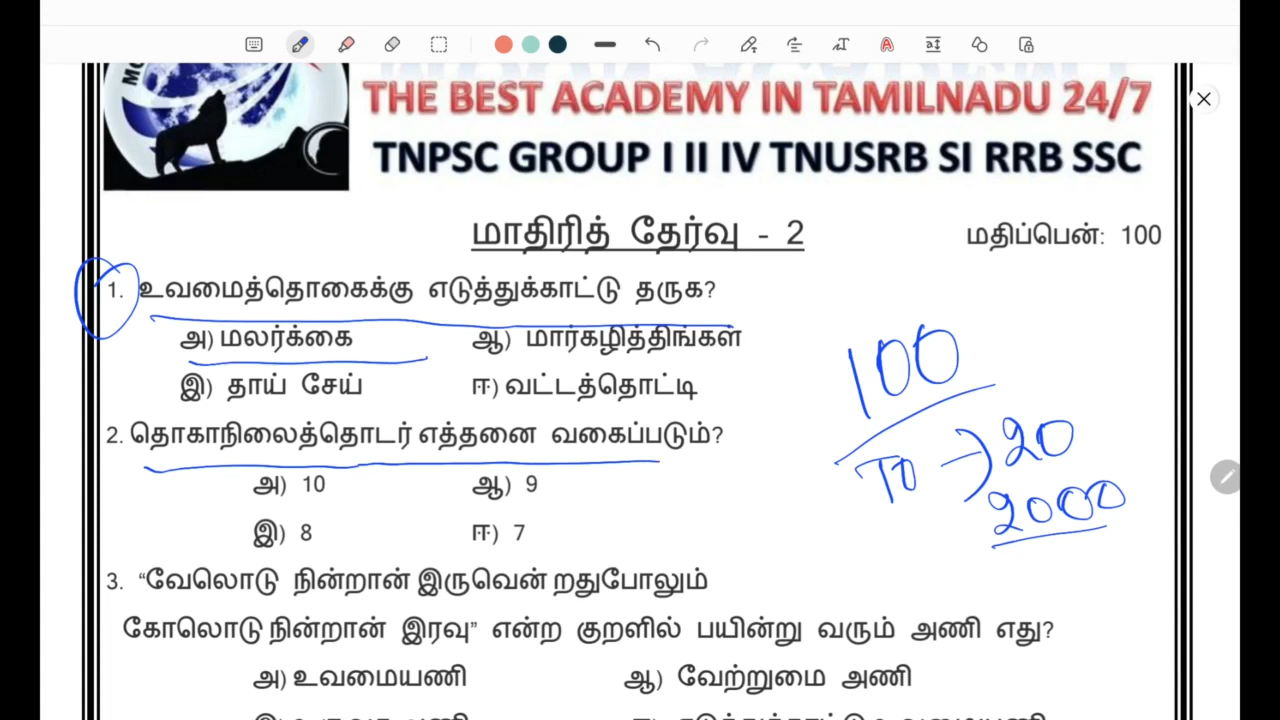 THE BEST ACADEMY IN TAMILNADU 24/7
TNPSC GROUP I II IV TNUSRB SI RRB SSC
மாதிரித் தேர்வு - 2
மதிப்பென்: 100
1. உவமைத்தொகைக்கு எடுத்துக்காட்டு தருக?
அ) மலர்க்கை ஆ) மார்கழித்திங்கள்
இ) தாய் சேய் ஈ) வட்டத்தொட்டி
100
2. தொகாநிலைத்தொடர் எத்தனை வகைப்படும்?
20
அ) 10 ஆ) 9
2000
இ) 8 ஈ) 7
3. “வேலொடு நின்றான் இருவென் றதுபோலும்
கோலொடு நின்றான் இரவு” என்ற குறளில் பயின்று வரும் அணி எது?
அ) உவமையணி ஆ) வேற்றுமை அணி